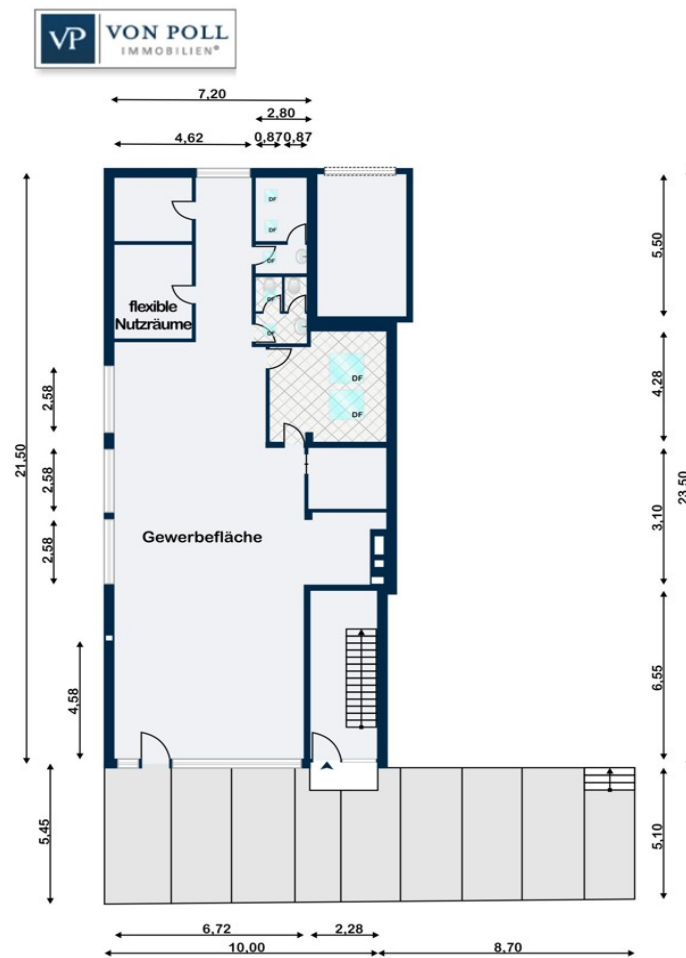 VP VON POLL
IMMOBILIEN®
7,20
2,80
4,62 0,87 0,87
DF
DF
DF
DF
DF
flexible
Nutzräume
DF
DF
Gewerbefläche
21,50
2,58
2,58
2,58
4,58
5,45
5,50
4,28
3,10
23,50
6,55
5,10
6,72 2,28
10,00 8,70